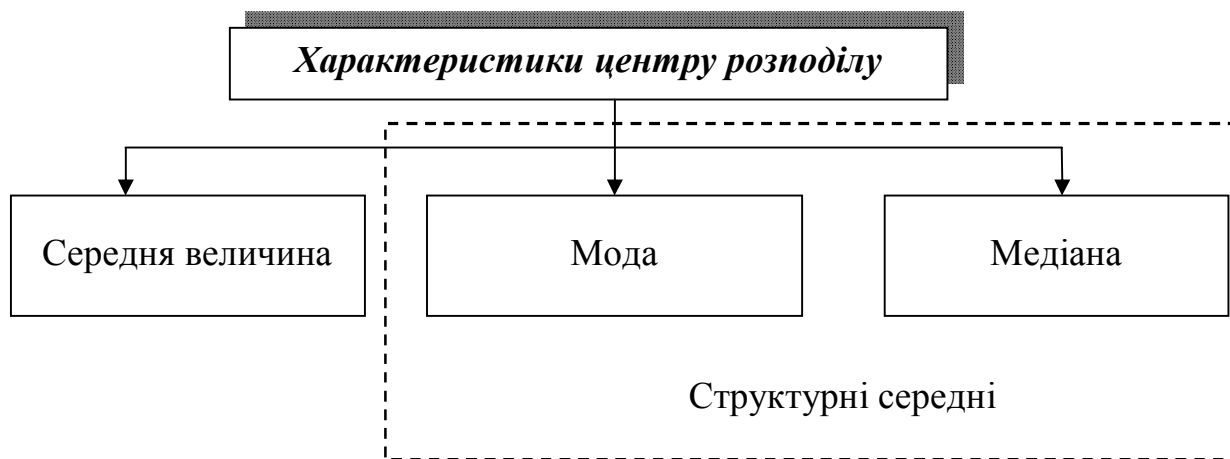 Характеристики центру розподілу
Середня величина
Мода
Медіана
Структурні середні